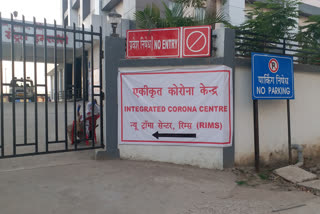 प्रवेश निषेध NO ENTRY
एकीकृत कोरोना केन्द्र
INTEGRATED CORONA CENTRE
न्यू ट्रॉमा सेन्टर, रिम्स (RIMS)
पार्किंग निषेध
NO PARKING